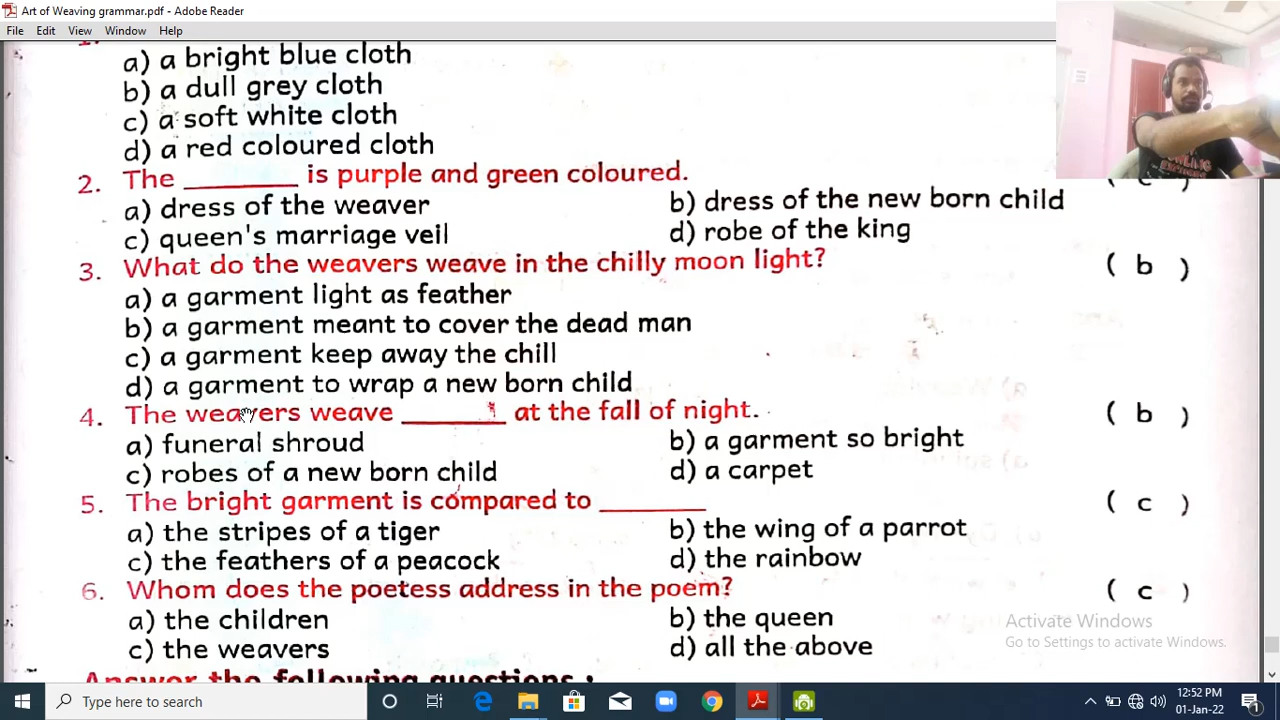 Art of Weaving grammar.pdf - Adobe Reader
File Edit View Window Help
a) a bright blue cloth
b) a dull grey cloth
c) a soft white cloth
d) a red coloured cloth
2. The ________ is purple and green coloured.
a) dress of the weaver b) dress of the new born child
c) queen's marriage veil d) robe of the king
3. What do the weavers weave in the chilly moon light? ( b )
a) a garment light as feather
b) a garment meant to cover the dead man
c) a garment keep away the chill
d) a garment to wrap a new born child
4. The weavers weave ________ at the fall of night. ( b )
a) funeral shroud b) a garment so bright
c) robes of a new born child d) a carpet
5. The bright garment is compared to ________ ( c )
a) the stripes of a tiger b) the wing of a parrot
c) the feathers of a peacock d) the rainbow
6. Whom does the poetess address in the poem? ( c )
a) the children b) the queen
c) the weavers d) all the above
Answer the following questions :
Activate Windows
Go to Settings to activate Windows.
Type here to search
12:52 PM
01-Jan-22